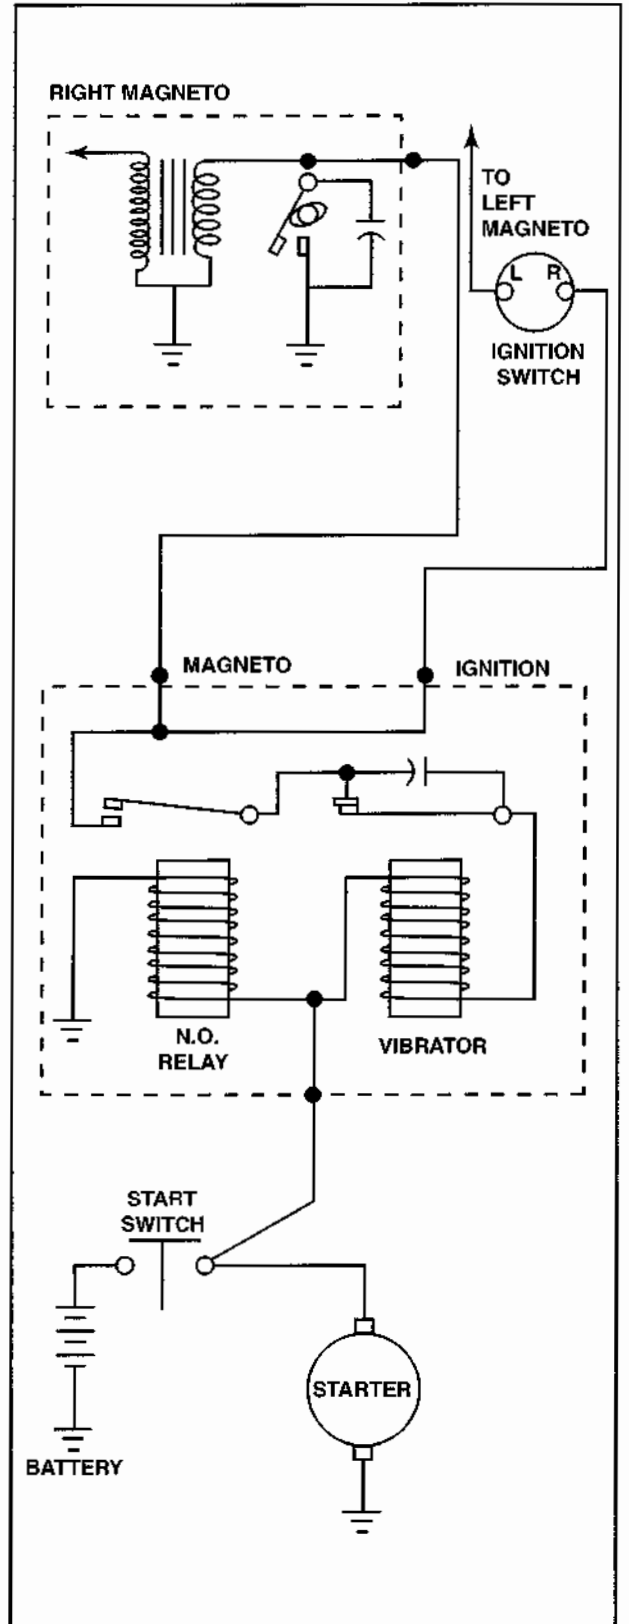 RIGHT MAGNETO
TO
LEFT
MAGNETO
L R
IGNITION
SWITCH
MAGNETO
IGNITION
N.O.
RELAY
VIBRATOR
START
SWITCH
STARTER
BATTERY